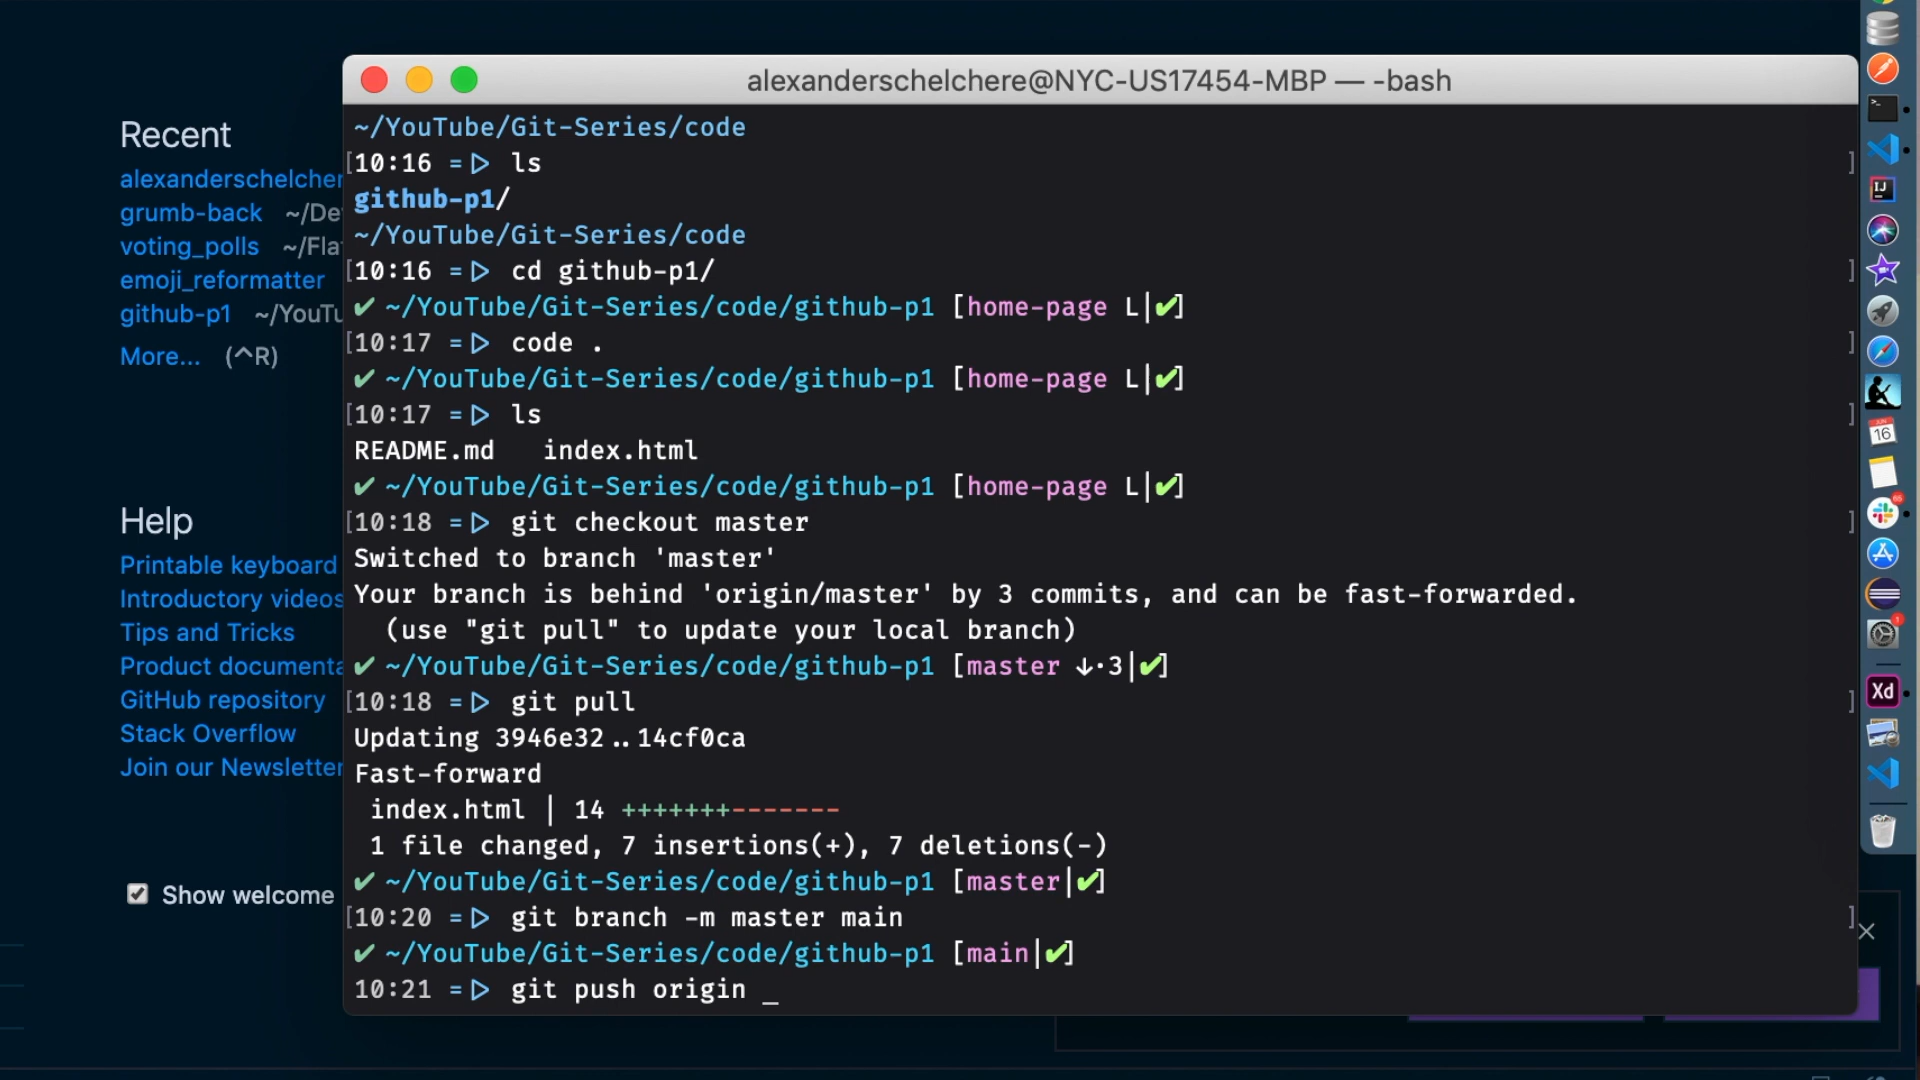 alexanderschelchere@NYC-US17454-MBP — -bash
~/YouTube/Git-Series/code
[10:16 =▷ ls ]
github-p1/
~/YouTube/Git-Series/code
[10:16 =▷ cd github-p1/ ]
✔ ~/YouTube/Git-Series/code/github-p1 [home-page L|✔]
[10:17 =▷ code . ]
✔ ~/YouTube/Git-Series/code/github-p1 [home-page L|✔]
[10:17 =▷ ls ]
README.md index.html
✔ ~/YouTube/Git-Series/code/github-p1 [home-page L|✔]
[10:18 =▷ git checkout master ]
Switched to branch 'master'
Your branch is behind 'origin/master' by 3 commits, and can be fast-forwarded.
(use "git pull" to update your local branch)
✔ ~/YouTube/Git-Series/code/github-p1 [master ↓·3|✔]
[10:18 =▷ git pull ]
Updating 3946e32..14cf0ca
Fast-forward
index.html | 14 +++++++-------
1 file changed, 7 insertions(+), 7 deletions(-)
✔ ~/YouTube/Git-Series/code/github-p1 [master|✔]
[10:20 =▷ git branch -m master main ]
✔ ~/YouTube/Git-Series/code/github-p1 [main|✔]
10:21 =▷ git push origin _
Recent
alexanderschelcher
grumb-back ~/De
voting_polls ~/Fla
emoji_reformatter
github-p1 ~/YouTu
More... (^R)
Help
Printable keyboard
Introductory videos
Tips and Tricks
Product documenta
GitHub repository
Stack Overflow
Join our Newsletter
Show welcome
IJ
JUN
16
65
1
Xd